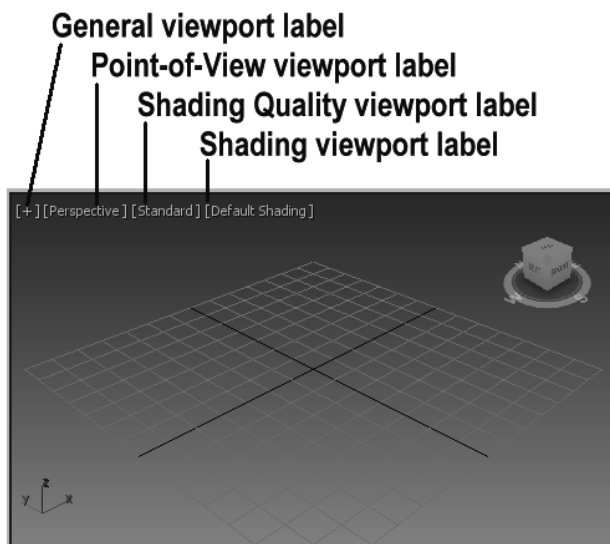 General viewport label
Point-of-View viewport label
Shading Quality viewport label
Shading viewport label
[+] [Perspective] [Standard] [Default Shading]
W
S
z
y
x